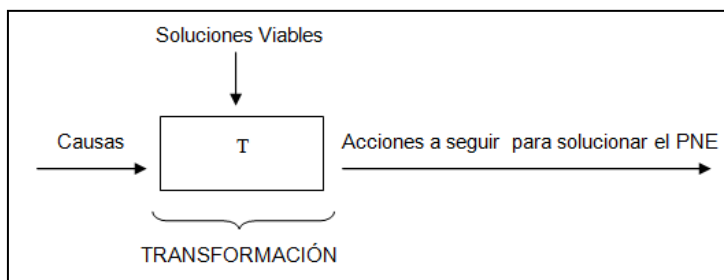 Soluciones Viables
Causas
T
Acciones a seguir para solucionar el PNE
TRANSFORMACIÓN